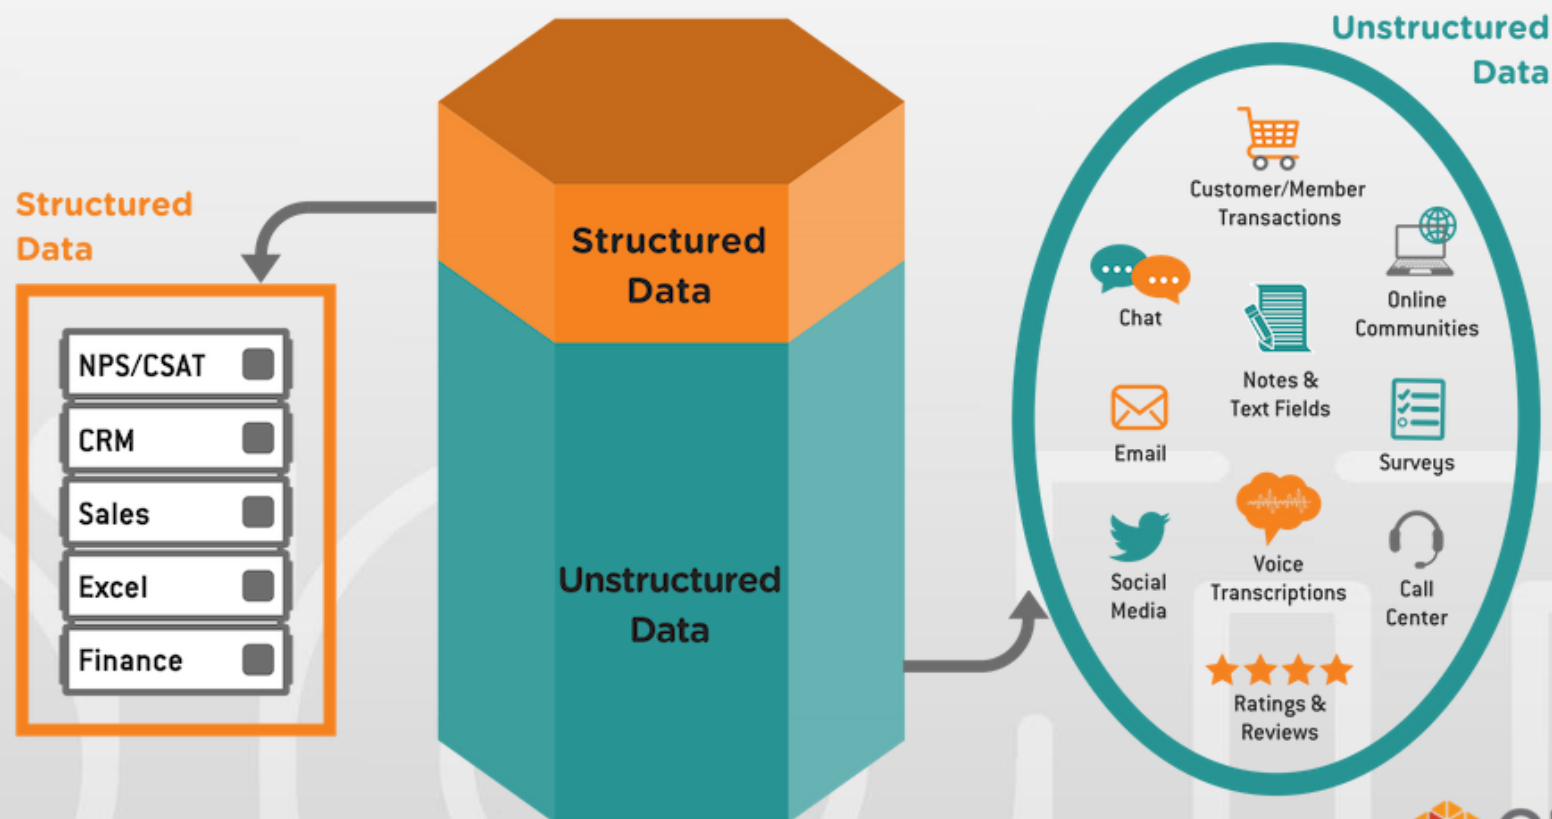 Structured
Data
NPS/CSAT
CRM
Sales
Excel
Finance
Structured
Data
Unstructured
Data
Unstructured
Data
Customer/Member
Transactions
Chat
Online
Communities
Notes &
Text Fields
Email
Surveys
Social
Media
Voice
Transcriptions
Call
Center
Ratings &
Reviews